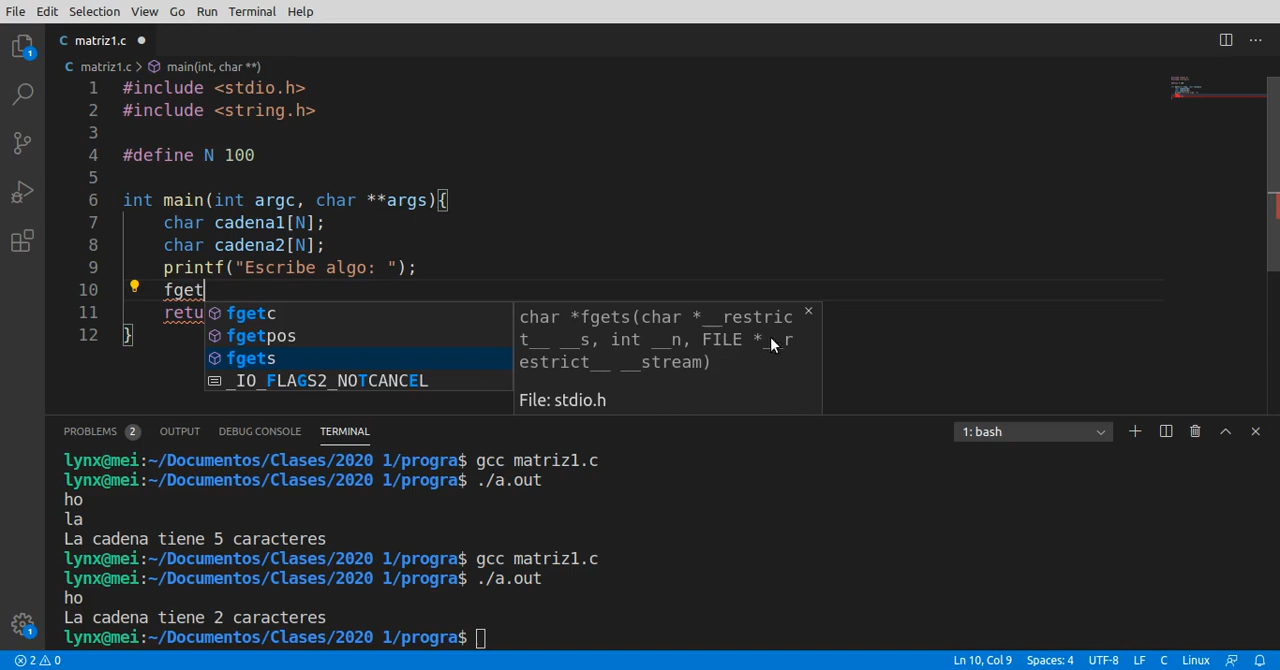 File Edit Selection View Go Run Terminal Help
C matriz1.c
C matriz1.c > main(int, char **)
1 #include <stdio.h>
2 #include <string.h>
3
4 #define N 100
5
6 int main(int argc, char **args){
7 char cadena1[N];
8 char cadena2[N];
9 printf("Escribe algo: ");
10 fget
11 retu
12 }
fgetc
fgetpos
fgets
_IO_FLAGS2_NOTCANCEL
char *fgets(char *__restric
t__ __s, int __n, FILE *__r
estrict__ __stream)
File: stdio.h
PROBLEMS 2 OUTPUT DEBUG CONSOLE TERMINAL 1: bash
lynx@mei:~/Documentos/Clases/2020 1/progra$ gcc matriz1.c
lynx@mei:~/Documentos/Clases/2020 1/progra$ ./a.out
ho
la
La cadena tiene 5 caracteres
lynx@mei:~/Documentos/Clases/2020 1/progra$ gcc matriz1.c
lynx@mei:~/Documentos/Clases/2020 1/progra$ ./a.out
ho
La cadena tiene 2 caracteres
lynx@mei:~/Documentos/Clases/2020 1/progra$
2 0 Ln 10, Col 9 Spaces: 4 UTF-8 LF C Linux
1
1